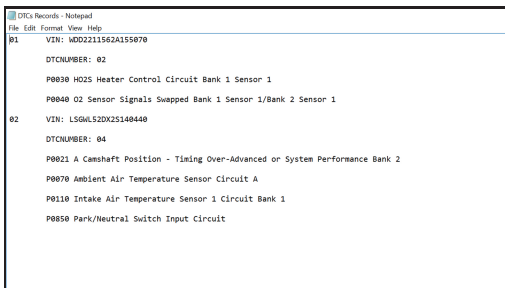 DTCs Records - Notepad
File Edit Format View Help
01 VIN: WDD2211562A155070
DTCNUMBER: 02
P0030 HO2S Heater Control Circuit Bank 1 Sensor 1
P0040 O2 Sensor Signals Swapped Bank 1 Sensor 1/Bank 2 Sensor 1
02 VIN: LSGWL52DX2S140440
DTCNUMBER: 04
P0021 A Camshaft Position - Timing Over-Advanced or System Performance Bank 2
P0070 Ambient Air Temperature Sensor Circuit A
P0110 Intake Air Temperature Sensor 1 Circuit Bank 1
P0850 Park/Neutral Switch Input Circuit